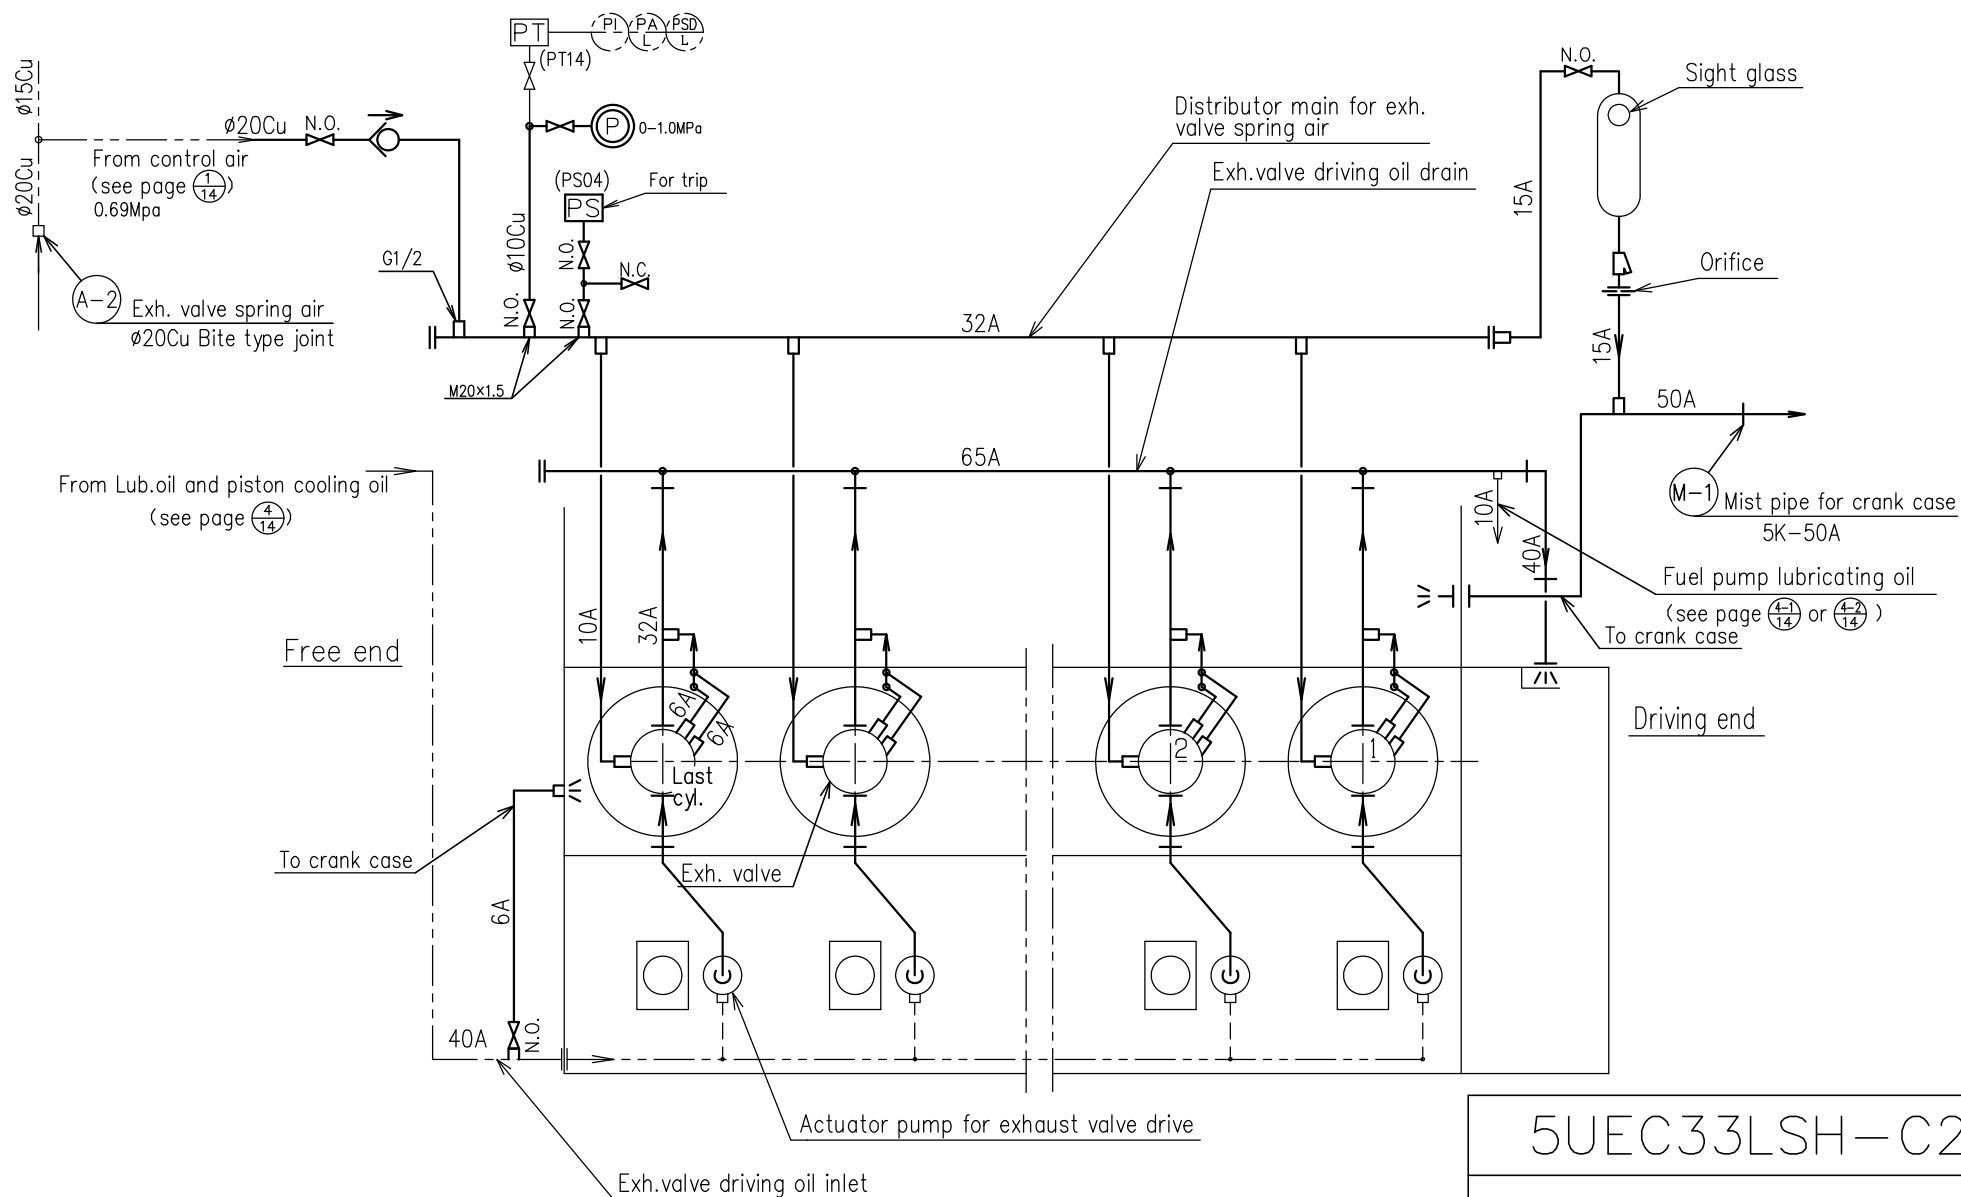 PT
PI
PA
L
PSD
L
(PT14)
ø15Cu
ø20Cu
N.O.
P
0-1.0MPa
From control air
(see page 1/14)
0.69Mpa
ø20Cu
(PS04)
PS
For trip
N.O.
Sight glass
Distributor main for exh.
valve spring air
Exh.valve driving oil drain
15A
ø10Cu
N.O.
N.C.
G1/2
Orifice
A-2
Exh. valve spring air
ø20Cu Bite type joint
N.O.
N.O.
32A
15A
M20×1.5
50A
65A
From Lub.oil and piston cooling oil
(see page 4/14)
10A
M-1
Mist pipe for crank case
5K-50A
40A
Fuel pump lubricating oil
(see page 4-1/14 or 4-2/14 )
To crank case
Free end
10A
32A
6A
6A
Driving end
2
1
Last
cyl.
To crank case
Exh. valve
6A
40A
N.O.
Actuator pump for exhaust valve drive
Exh.valve driving oil inlet
5UEC33LSH-C2